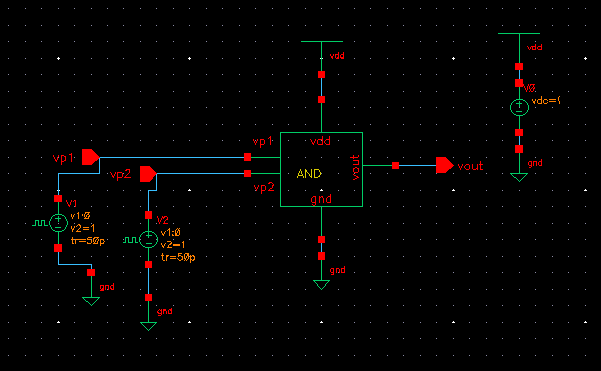 vdd
vdd
V0
vdc=
gnd
vp1
vdd
vp1
vp2
AND
vout
vout
vp2
gnd
V1
v1:0
v2=1
tr=50p
V2
v1:0
v2=1
tr=50p
gnd
gnd
gnd